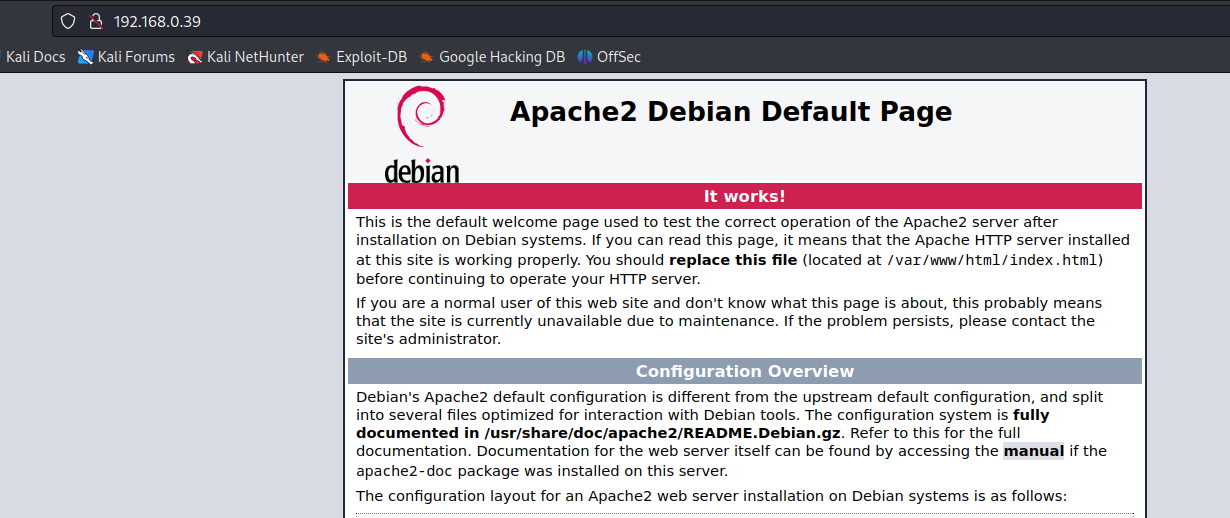 192.168.0.39
Kali Docs Kali Forums Kali NetHunter Exploit-DB Google Hacking DB OffSec
debian
Apache2 Debian Default Page
It works!
This is the default welcome page used to test the correct operation of the Apache2 server after
installation on Debian systems. If you can read this page, it means that the Apache HTTP server installed
at this site is working properly. You should replace this file (located at /var/www/html/index.html)
before continuing to operate your HTTP server.
If you are a normal user of this web site and don't know what this page is about, this probably means
that the site is currently unavailable due to maintenance. If the problem persists, please contact the
site's administrator.
Configuration Overview
Debian's Apache2 default configuration is different from the upstream default configuration, and split
into several files optimized for interaction with Debian tools. The configuration system is fully
documented in /usr/share/doc/apache2/README.Debian.gz. Refer to this for the full
documentation. Documentation for the web server itself can be found by accessing the manual if the
apache2-doc package was installed on this server.
The configuration layout for an Apache2 web server installation on Debian systems is as follows: